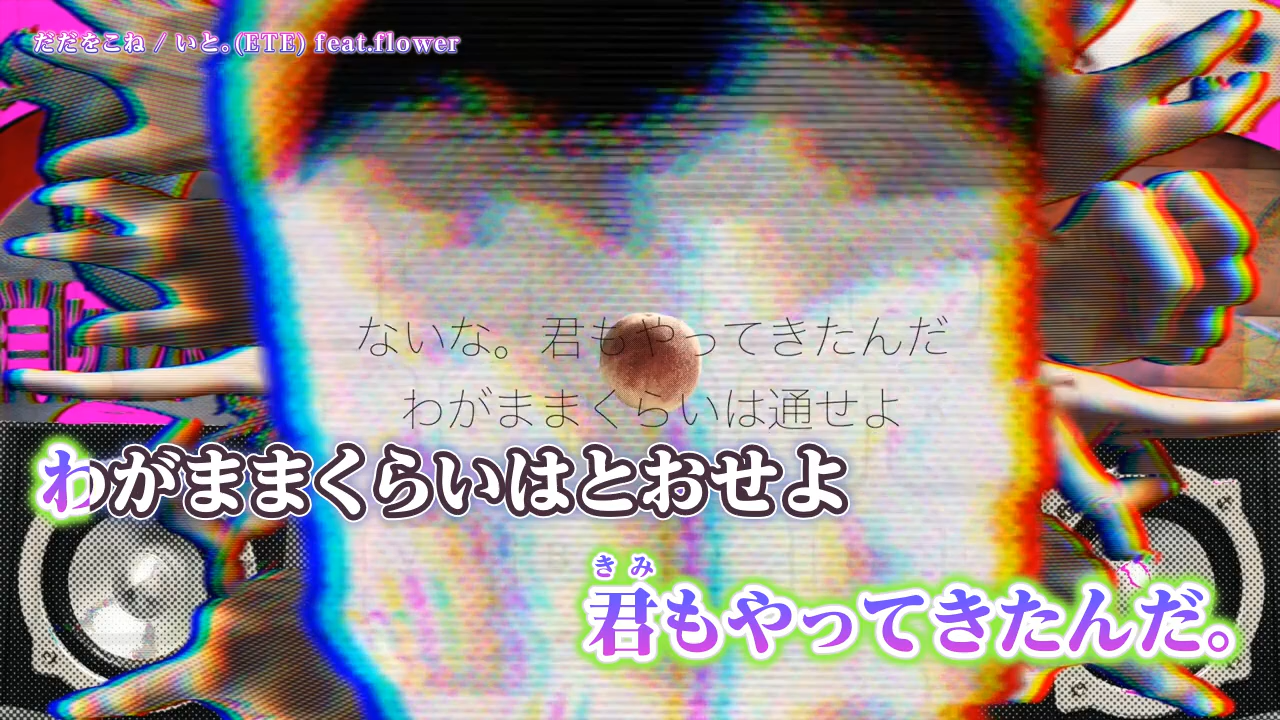 だだをこね / いと。(ETE) feat.flower
ないな。君もやってきたんだ
わがままくらいは通せよ
わがままくらいはとおせよ
きみ
君もやってきたんだ。